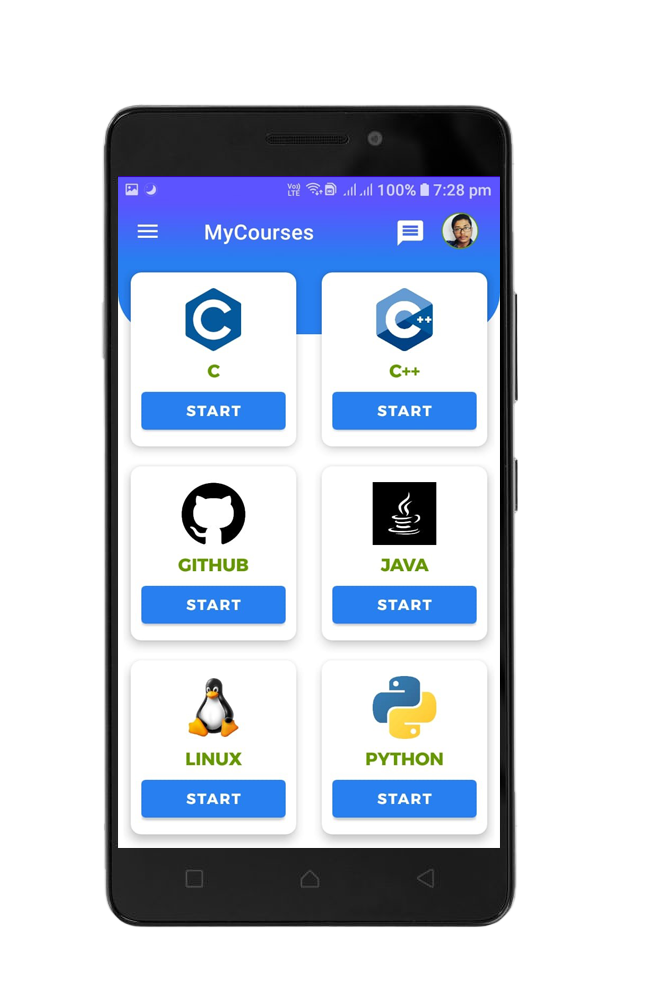 Vo) LTE 100% 7:28 pm
MyCourses
C C++
START START
GITHUB JAVA
START START
LINUX PYTHON
START START